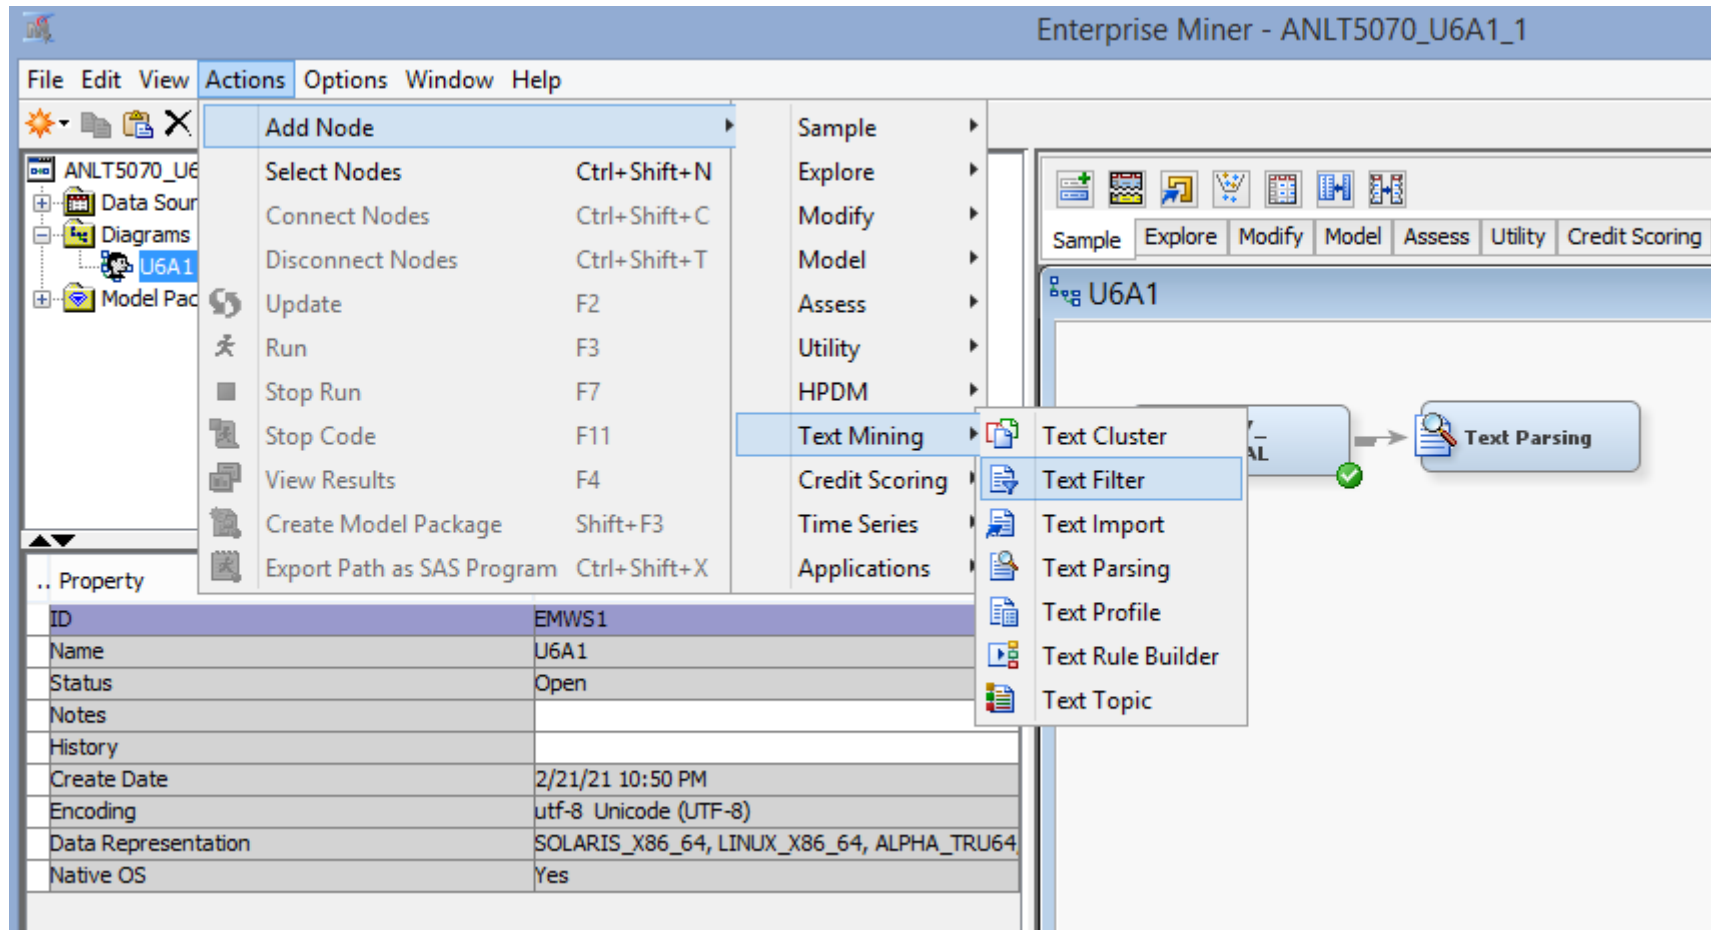 Enterprise Miner - ANLT5070_U6A1_1
File Edit View Actions Options Window Help
Add Node
Select Nodes Ctrl+Shift+N
Connect Nodes Ctrl+Shift+C
Disconnect Nodes Ctrl+Shift+T
Update F2
Run F3
Stop Run F7
Stop Code F11
View Results F4
Create Model Package Shift+F3
Export Path as SAS Program Ctrl+Shift+X
Sample
Explore
Modify
Model
Assess
Utility
HPDM
Text Mining
Credit Scoring
Time Series
Applications
Text Cluster
Text Filter
Text Import
Text Parsing
Text Profile
Text Rule Builder
Text Topic
ANLT5070_U6
Data Sour
Diagrams
U6A1
Model Pac
.. Property
ID EMWS1
Name U6A1
Status Open
Notes
History
Create Date 2/21/21 10:50 PM
Encoding utf-8 Unicode (UTF-8)
Data Representation SOLARIS_X86_64, LINUX_X86_64, ALPHA_TRU64,
Native OS Yes
Sample Explore Modify Model Assess Utility Credit Scoring
U6A1
AL
Text Parsing